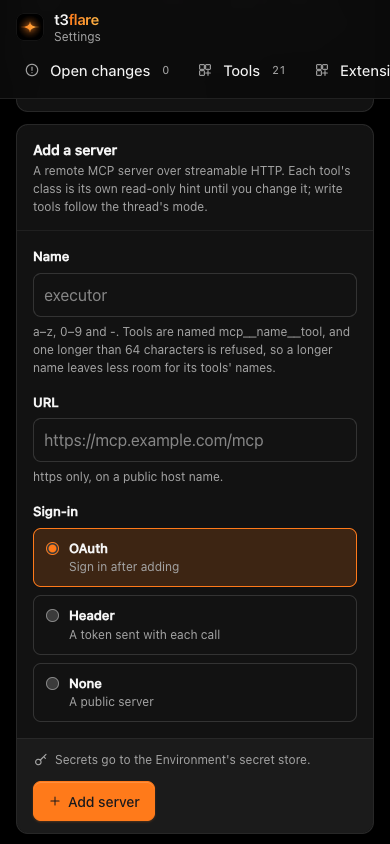 t3flare
Settings
Open changes 0
Tools 21
Extensi
Add a server
A remote MCP server over streamable HTTP. Each tool's
class is its own read-only hint until you change it; write
tools follow the thread's mode.
Name
executor
a–z, 0–9 and -. Tools are named mcp__name__tool, and
one longer than 64 characters is refused, so a longer
name leaves less room for its tools' names.
URL
https://mcp.example.com/mcp
https only, on a public host name.
Sign-in
OAuth
Sign in after adding
Header
A token sent with each call
None
A public server
Secrets go to the Environment's secret store.
+ Add server